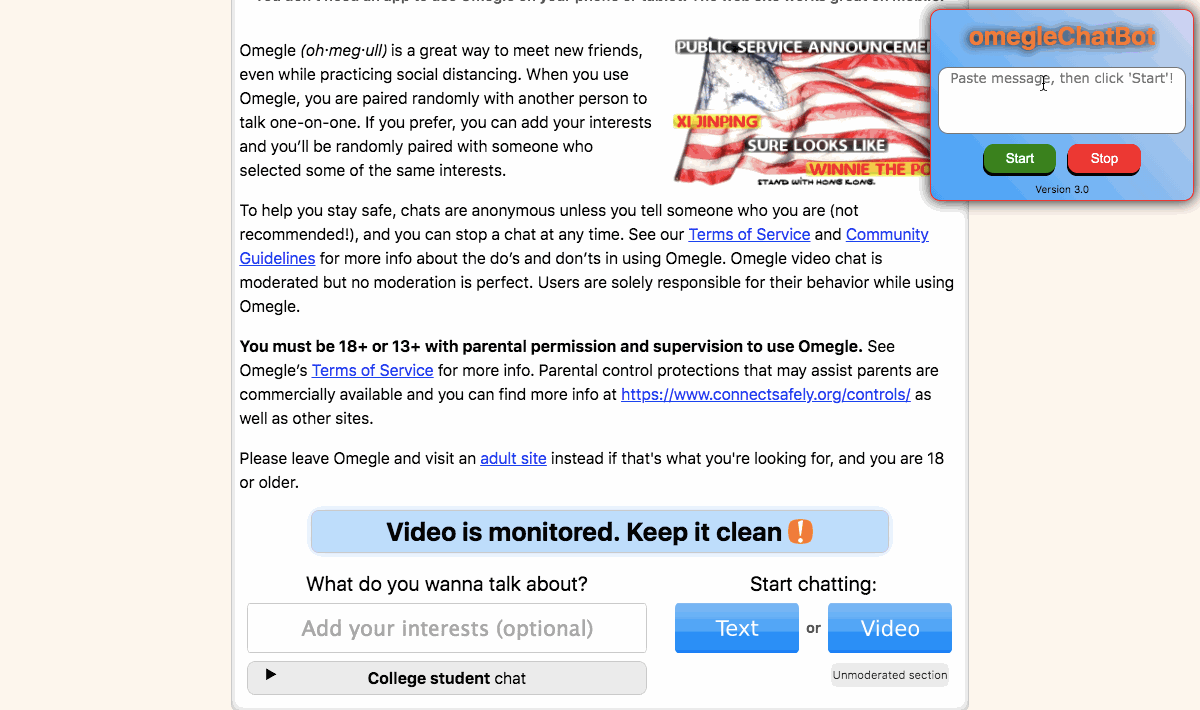 omegleChatBot
Paste message, then click 'Start'!
Start
Stop
Version 3.0
Omegle (oh·meg·ull) is a great way to meet new friends,
even while practicing social distancing. When you use
Omegle, you are paired randomly with another person to
talk one-on-one. If you prefer, you can add your interests
and you’ll be randomly paired with someone who
selected some of the same interests.
PUBLIC SERVICE ANNOUNCEME
XI JINPING
SURE LOOKS LIKE
WINNIE THE PO
STAND WITH HONG KONG.
To help you stay safe, chats are anonymous unless you tell someone who you are (not
recommended!), and you can stop a chat at any time. See our Terms of Service and Community
Guidelines for more info about the do’s and don’ts in using Omegle. Omegle video chat is
moderated but no moderation is perfect. Users are solely responsible for their behavior while using
Omegle.
You must be 18+ or 13+ with parental permission and supervision to use Omegle. See
Omegle’s Terms of Service for more info. Parental control protections that may assist parents are
commercially available and you can find more info at https://www.connectsafely.org/controls/ as
well as other sites.
Please leave Omegle and visit an adult site instead if that's what you're looking for, and you are 18
or older.
Video is monitored. Keep it clean !
What do you wanna talk about?
Start chatting:
Add your interests (optional)
Text
or
Video
College student chat
Unmoderated section